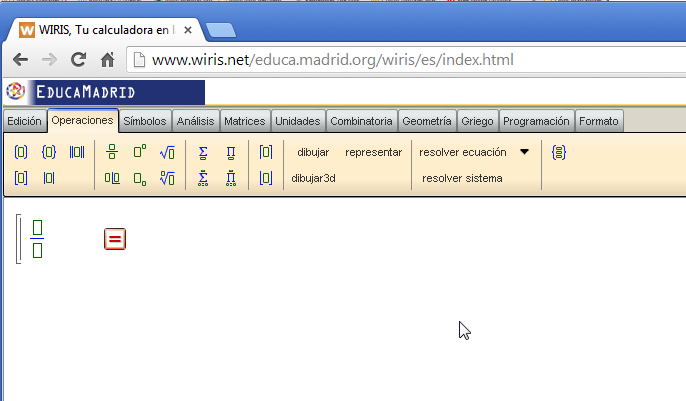 WIRIS, Tu calculadora en l
www.wiris.net/educa.madrid.org/wiris/es/index.html
EDUCAMADRID
Edición Operaciones Símbolos Análisis Matrices Unidades Combinatoria Geometría Griego Programación Formato
dibujar representar resolver ecuación
dibujar3d resolver sistema
=